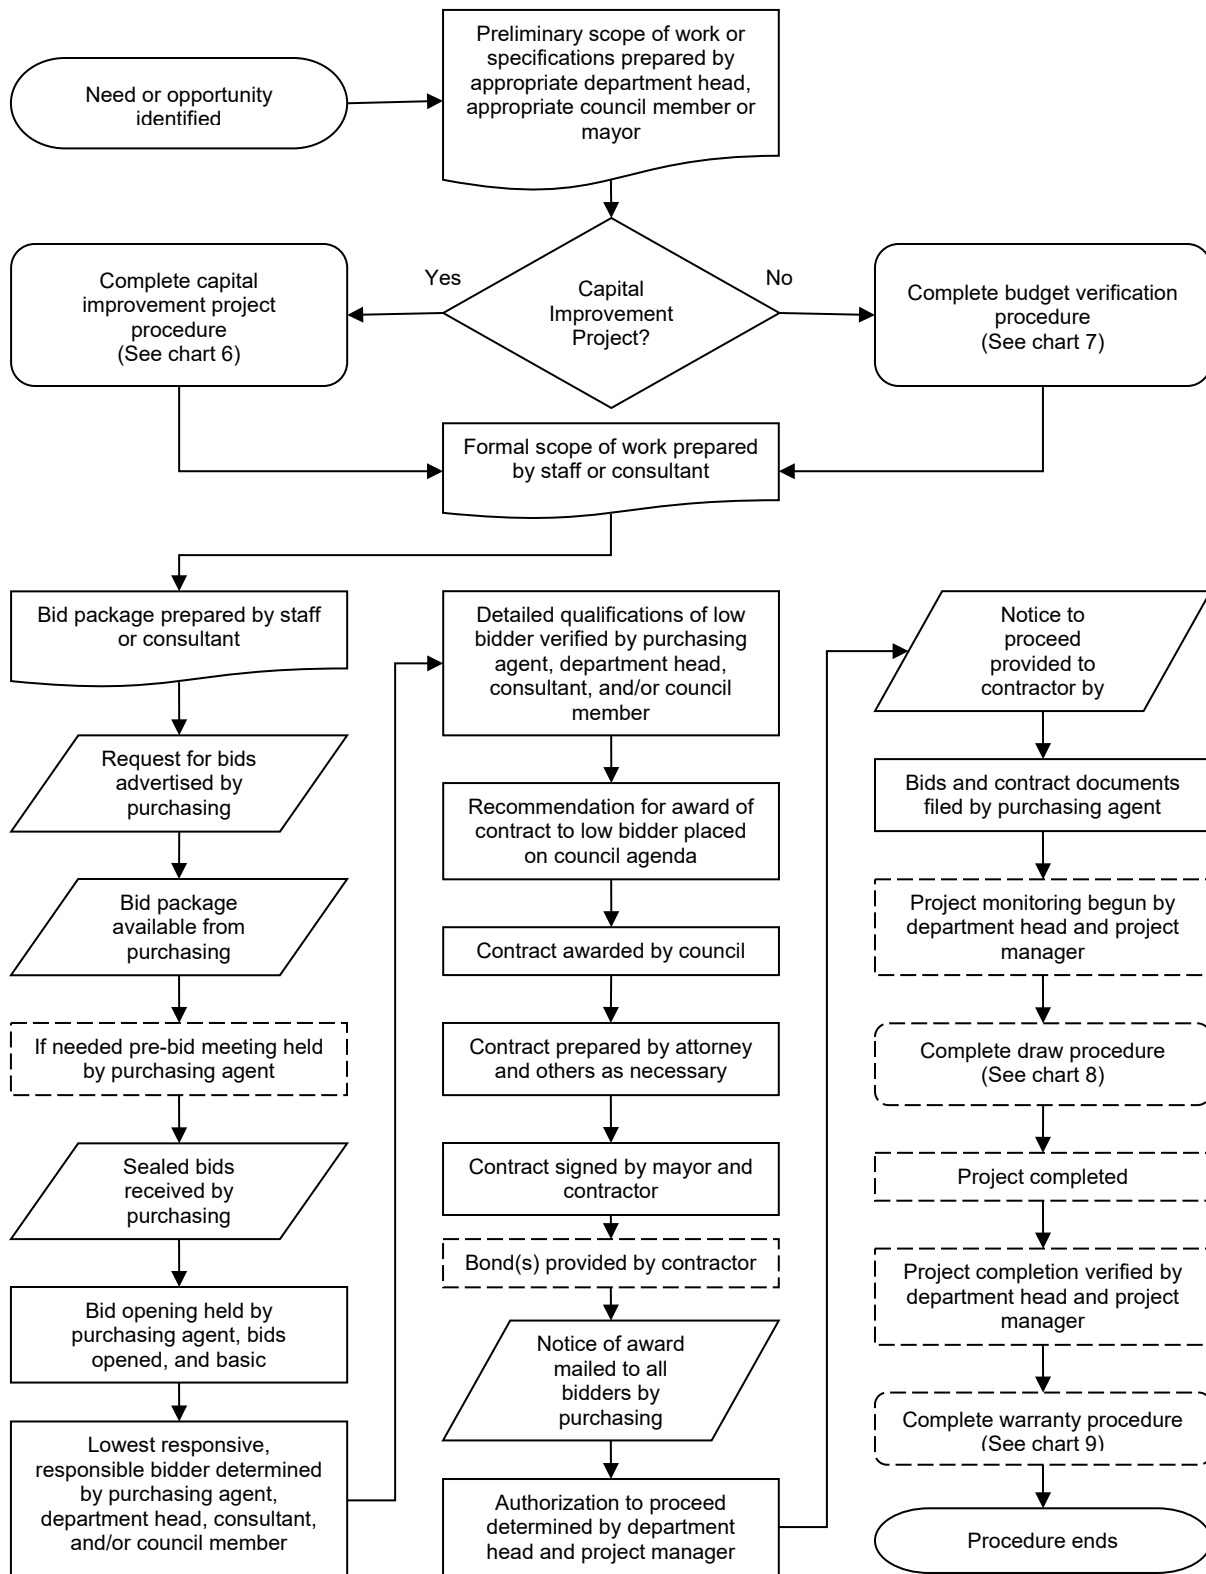 Need or opportunity
identified
Preliminary scope of work or
specifications prepared by
appropriate department head,
appropriate council member or
mayor
Complete capital
improvement project
procedure
(See chart 6)
Yes
Capital
Improvement
Project?
No
Complete budget verification
procedure
(See chart 7)
Formal scope of work prepared
by staff or consultant
Bid package prepared by staff
or consultant
Request for bids
advertised by
purchasing
Bid package
available from
purchasing
If needed pre-bid meeting held
by purchasing agent
Sealed bids
received by
purchasing
Bid opening held by
purchasing agent, bids
opened, and basic
Lowest responsive,
responsible bidder determined
by purchasing agent,
department head, consultant,
and/or council member
Detailed qualifications of low
bidder verified by purchasing
agent, department head,
consultant, and/or council
member
Recommendation for award of
contract to low bidder placed
on council agenda
Contract awarded by council
Contract prepared by attorney
and others as necessary
Contract signed by mayor and
contractor
Bond(s) provided by contractor
Notice of award
mailed to all
bidders by
purchasing
Authorization to proceed
determined by department
head and project manager
Notice to
proceed
provided to
contractor by
Bids and contract documents
filed by purchasing agent
Project monitoring begun by
department head and project
manager
Complete draw procedure
(See chart 8)
Project completed
Project completion verified by
department head and project
manager
Complete warranty procedure
(See chart 9)
Procedure ends